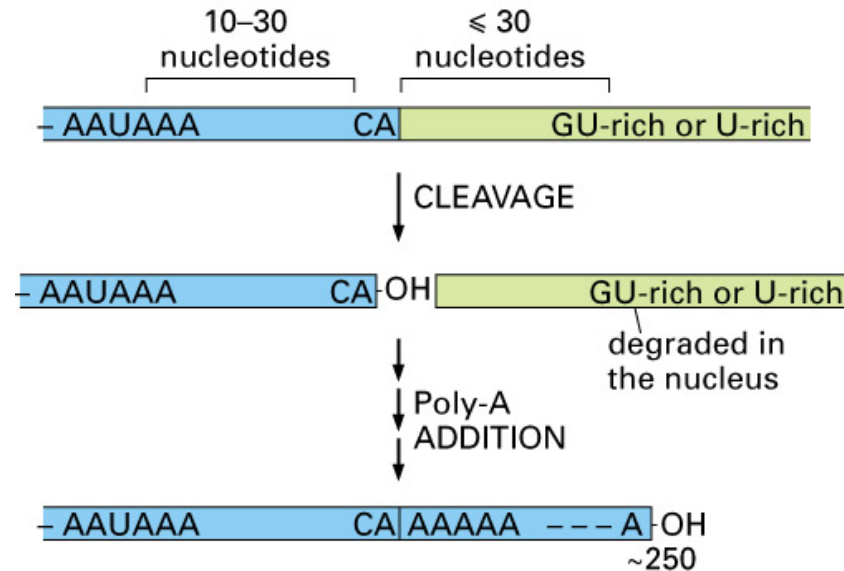 10–30 nucleotides
⩽ 30 nucleotides
– AAUAAA CA GU-rich or U-rich
CLEAVAGE
– AAUAAA CA -OH GU-rich or U-rich
degraded in
the nucleus
Poly-A
ADDITION
– AAUAAA CA AAAAA – – – A -OH
~250